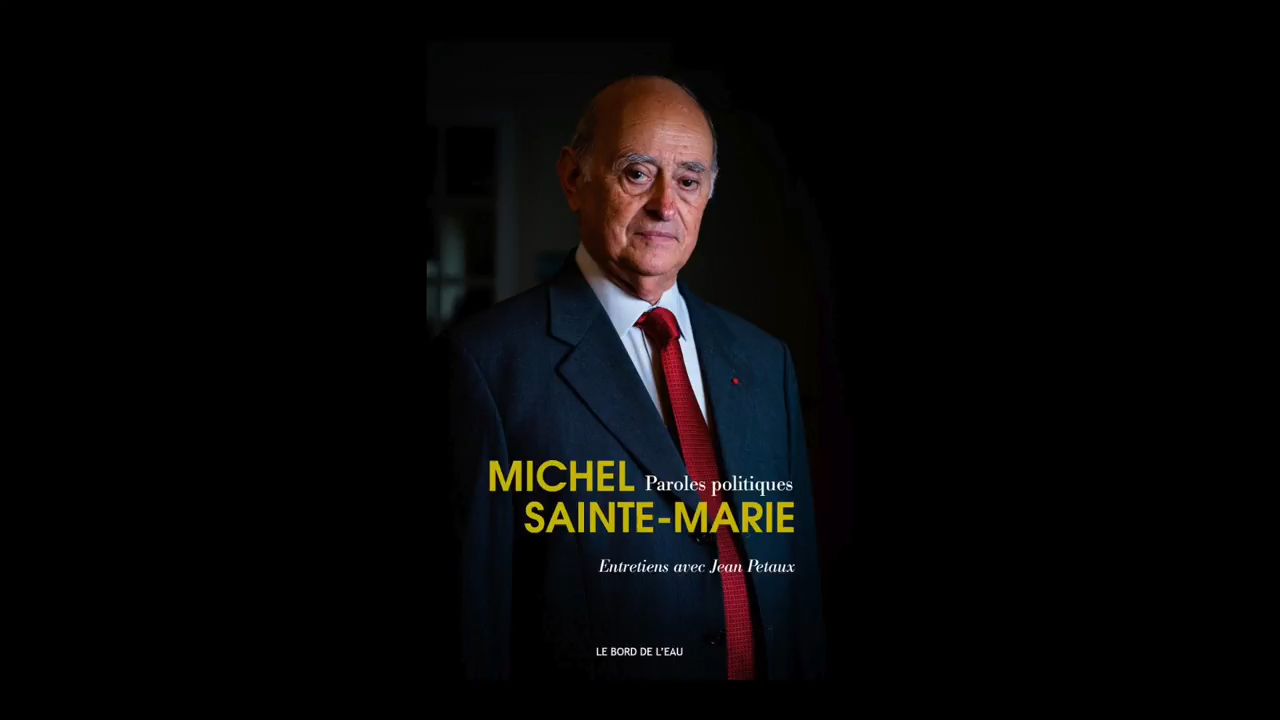 MICHEL Paroles politiques
SAINTE-MARIE
Entretiens avec Jean Petaux
LE BORD DE L'EAU